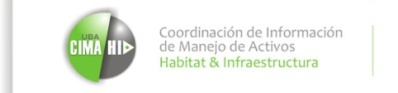 UBA
CIMA HID
Coordinación de Información
de Manejo de Activos
Habitat & Infraestructura